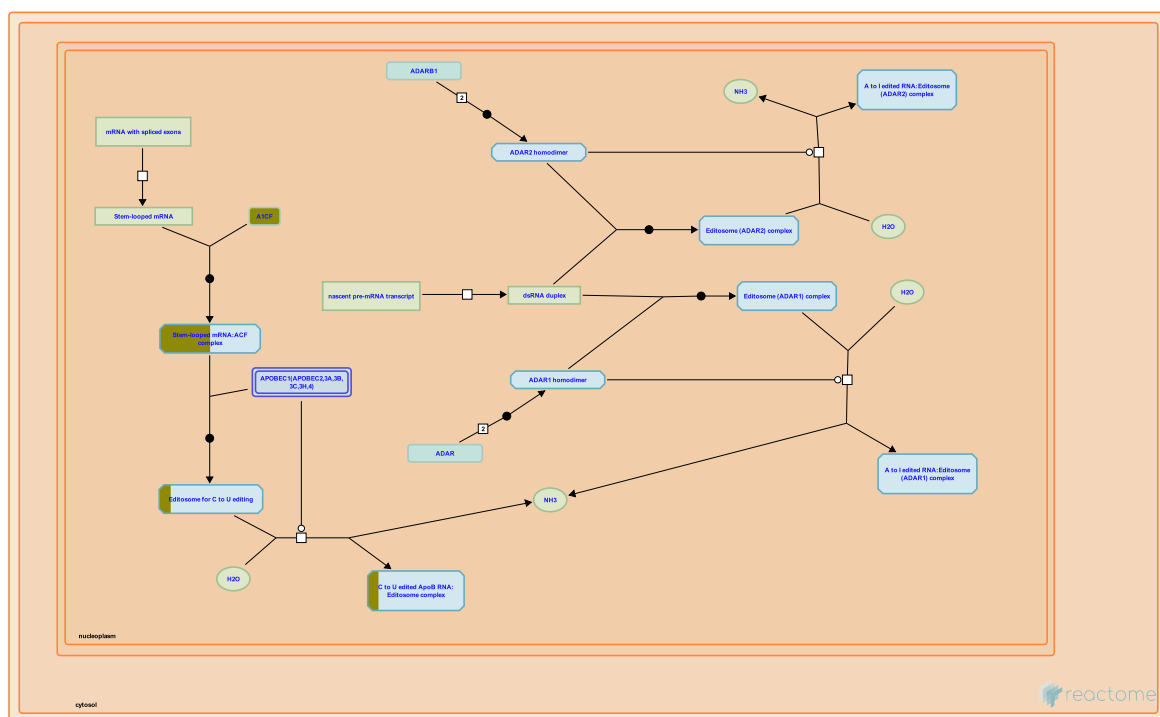 ADARB1
2
NH3
A to I edited RNA:Editosome
(ADAR2) complex
mRNA with spliced exons
ADAR2 homodimer
Stem-looped mRNA
A1CF
Editosome (ADAR2) complex
H2O
nascent pre-mRNA transcript
dsRNA duplex
Editosome (ADAR1) complex
H2O
Stem-looped mRNA:ACF
complex
APOBEC1(APOBEC2,3A,3B,
3C,3H,4)
ADAR1 homodimer
2
ADAR
A to I edited RNA:Editosome
(ADAR1) complex
Editosome for C to U editing
NH3
H2O
C to U edited ApoB RNA:
Editosome complex
nucleoplasm
cytosol
reactome